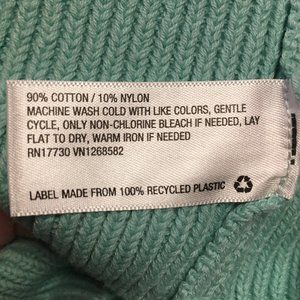 90% COTTON / 10% NYLON
MACHINE WASH COLD WITH LIKE COLORS, GENTLE
CYCLE, ONLY NON-CHLORINE BLEACH IF NEEDED, LAY
FLAT TO DRY, WARM IRON IF NEEDED
RN17730 VN1268582
LABEL MADE FROM 100% RECYCLED PLASTIC